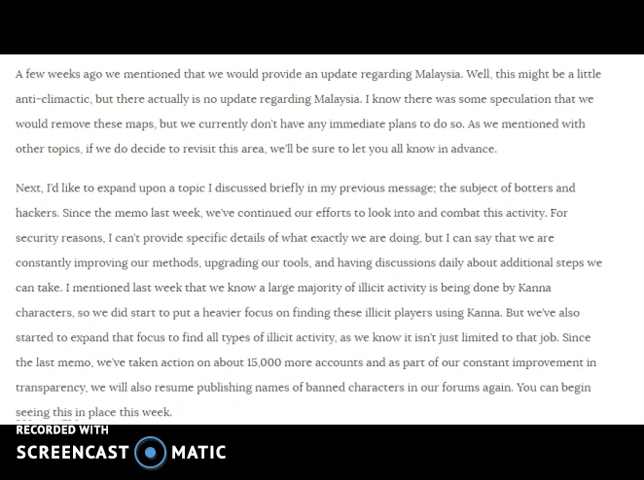 A few weeks ago we mentioned that we would provide an update regarding Malaysia. Well, this might be a little
anti-climactic, but there actually is no update regarding Malaysia. I know there was some speculation that we
would remove these maps, but we currently don't have any immediate plans to do so. As we mentioned with
other topics, if we do decide to revisit this area, we'll be sure to let you all know in advance.
Next, I'd like to expand upon a topic I discussed briefly in my previous message; the subject of botters and
hackers. Since the memo last week, we've continued our efforts to look into and combat this activity. For
security reasons, I can't provide specific details of what exactly we are doing, but I can say that we are
constantly improving our methods, upgrading our tools, and having discussions daily about additional steps we
can take. I mentioned last week that we know a large majority of illicit activity is being done by Kanna
characters, so we did start to put a heavier focus on finding these illicit players using Kanna. But we've also
started to expand that focus to find all types of illicit activity, as we know it isn't just limited to that job. Since
the last memo, we've taken action on about 15,000 more accounts and as part of our constant improvement in
transparency, we will also resume publishing names of banned characters in our forums again. You can begin
seeing this in place this week.
RECORDED WITH
SCREENCAST MATIC